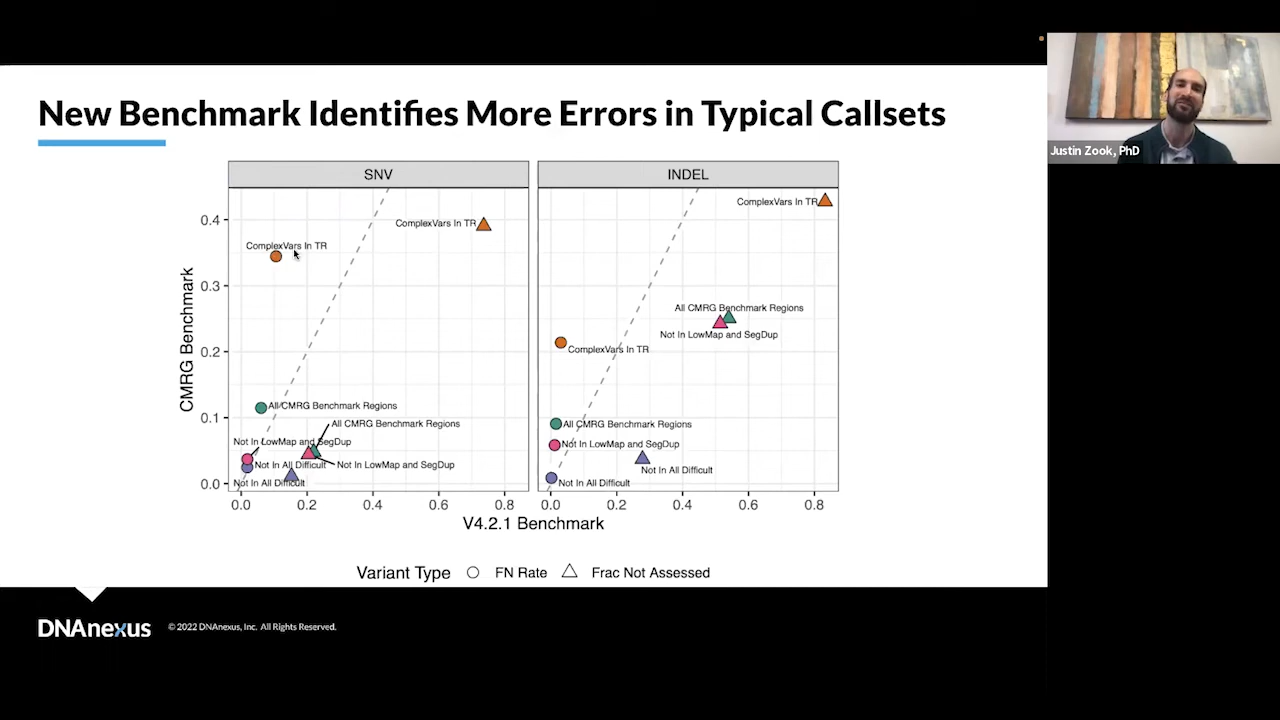 New Benchmark Identifies More Errors in Typical Callsets
Justin Zook, PhD
SNV
INDEL
CMRG Benchmark
0.4
0.3
0.2
0.1
0.0
ComplexVars In TR
ComplexVars In TR
All CMRG Benchmark Regions
All CMRG Benchmark Regions
Not In LowMap and SegDup
Not In All Difficult
Not In LowMap and SegDup
Not In All Difficult
ComplexVars In TR
All CMRG Benchmark Regions
Not In LowMap and SegDup
ComplexVars In TR
All CMRG Benchmark Regions
Not In LowMap and SegDup
Not In All Difficult
Not In All Difficult
0.0 0.2 0.4 0.6 0.8
0.0 0.2 0.4 0.6 0.8
V4.2.1 Benchmark
Variant Type FN Rate Frac Not Assessed
DNAnexus © 2022 DNAnexus, Inc. All Rights Reserved.